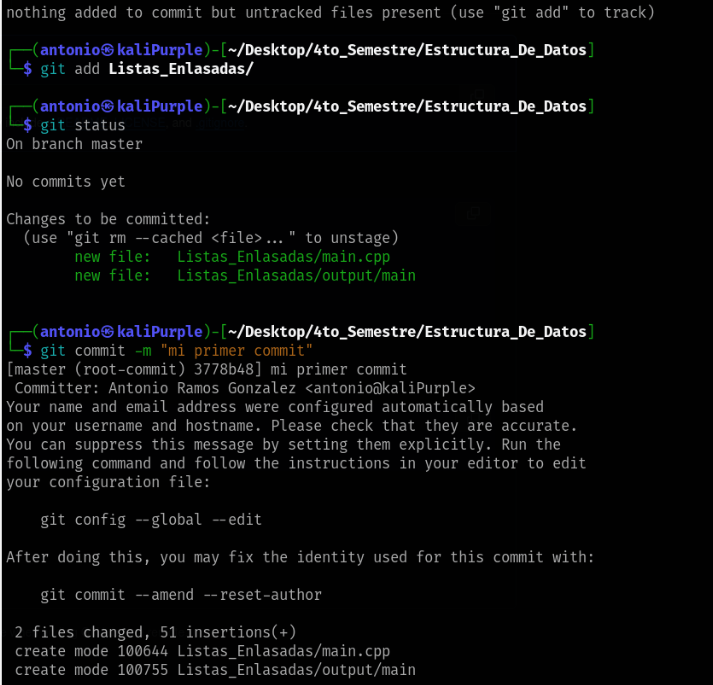 nothing added to commit but untracked files present (use "git add" to track)
┌──(antonio㉿kaliPurple)-[~/Desktop/4to_Semestre/Estructura_De_Datos]
└─$ git add Listas_Enlasadas/
┌──(antonio㉿kaliPurple)-[~/Desktop/4to_Semestre/Estructura_De_Datos]
└─$ git status
On branch master
No commits yet
Changes to be committed:
  (use "git rm --cached <file>..." to unstage)
        new file:   Listas_Enlasadas/main.cpp
        new file:   Listas_Enlasadas/output/main
┌──(antonio㉿kaliPurple)-[~/Desktop/4to_Semestre/Estructura_De_Datos]
└─$ git commit -m "mi primer commit"
[master (root-commit) 3778b48] mi primer commit
 Committer: Antonio Ramos Gonzalez <antonio@kaliPurple>
Your name and email address were configured automatically based
on your username and hostname. Please check that they are accurate.
You can suppress this message by setting them explicitly. Run the
following command and follow the instructions in your editor to edit
your configuration file:
    git config --global --edit
After doing this, you may fix the identity used for this commit with:
    git commit --amend --reset-author
 2 files changed, 51 insertions(+)
 create mode 100644 Listas_Enlasadas/main.cpp
 create mode 100755 Listas_Enlasadas/output/main